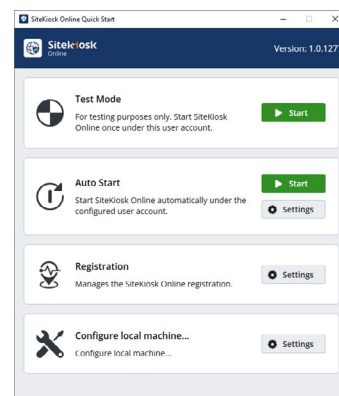 SiteKiosk Online Quick Start
Sitekiosk
Online
Version: 1.0.127
Test Mode
For testing purposes only. Start SiteKiosk
Online once under this user account.
Start
Auto Start
Start SiteKiosk Online automatically under the
configured user account.
Start
Settings
Registration
Manages the SiteKiosk Online registration.
Settings
Configure local machine...
Configure local machine...
Settings